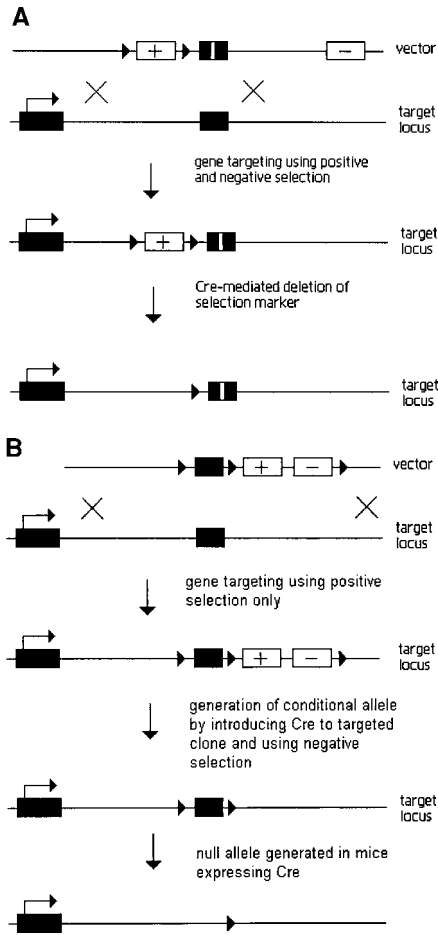 A
+
−
vector
target
locus
gene targeting using positive
and negative selection
+
target
locus
Cre-mediated deletion of
selection marker
target
locus
B
+
−
vector
target
locus
gene targeting using positive
selection only
+
−
target
locus
generation of conditional allele
by introducing Cre to targeted
clone and using negative
selection
target
locus
null allele generated in mice
expressing Cre